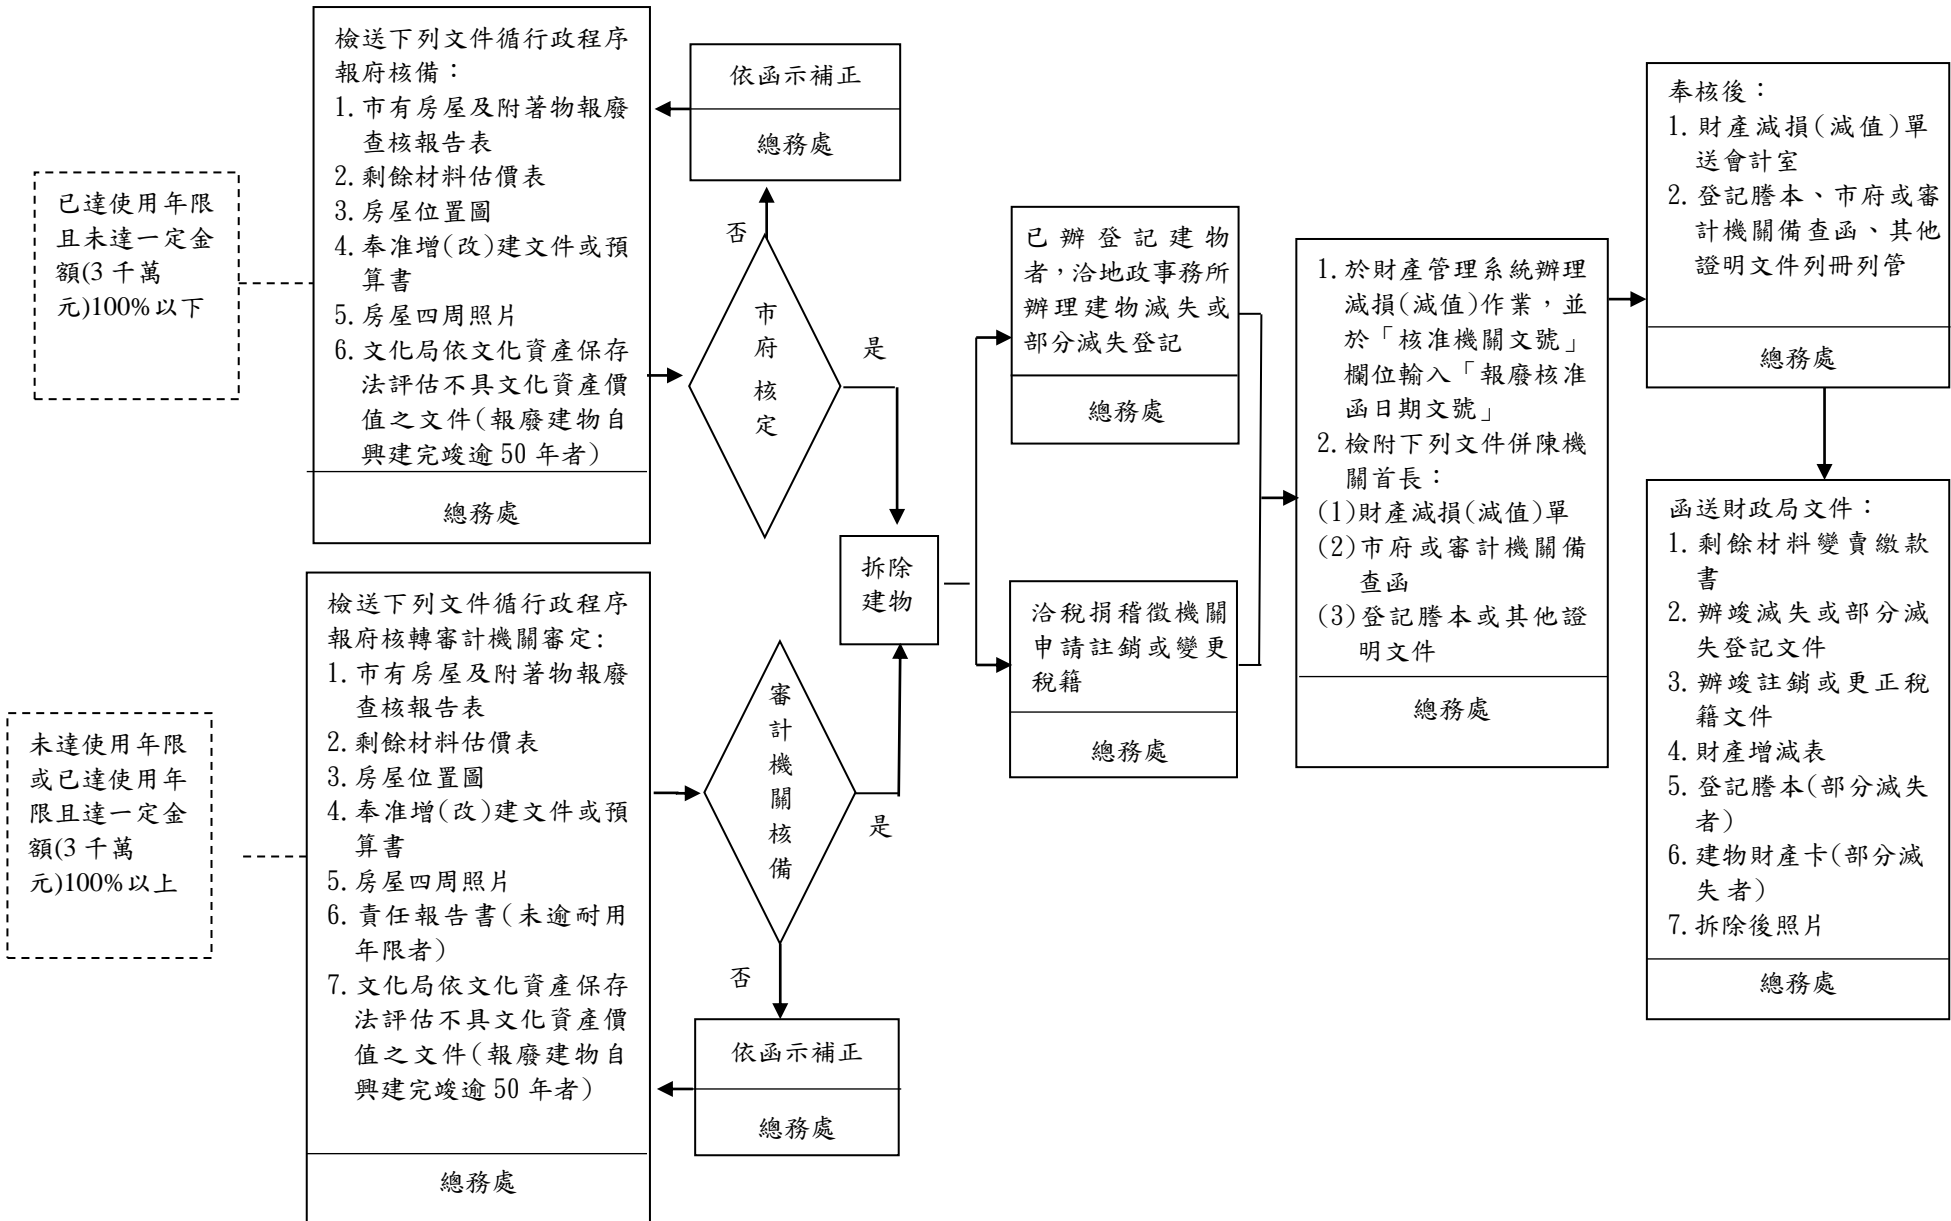 已達使用年限
且未達一定金
額(3 千萬
元)100%以下
檢送下列文件循行政程序
報府核備：
1.市有房屋及附著物報廢
查核報告表
2.剩餘材料估價表
3.房屋位置圖
4.奉准增(改)建文件或預
算書
5.房屋四周照片
6.文化局依文化資產保存
法評估不具文化資產價
值之文件(報廢建物自
興建完竣逾 50 年者)
總務處
依函示補正
總務處
否
市
府
核
定
是
未達使用年限
或已達使用年
限且達一定金
額(3 千萬
元)100%以上
檢送下列文件循行政程序
報府核轉審計機關審定:
1.市有房屋及附著物報廢
查核報告表
2.剩餘材料估價表
3.房屋位置圖
4.奉准增(改)建文件或預
算書
5.房屋四周照片
6.責任報告書(未逾耐用
年限者)
7.文化局依文化資產保存
法評估不具文化資產價
值之文件(報廢建物自
興建完竣逾 50 年者)
總務處
審
計
機
關
核
備
是
否
依函示補正
總務處
拆除
建物
已辦登記建物
者，洽地政事務所
辦理建物滅失或
部分滅失登記
總務處
洽稅捐稽徵機關
申請註銷或變更
稅籍
總務處
1.於財產管理系統辦理
減損(減值)作業，並
於「核准機關文號」
欄位輸入「報廢核准
函日期文號」
2.檢附下列文件併陳機
關首長：
(1)財產減損(減值)單
(2)市府或審計機關備
查函
(3)登記謄本或其他證
明文件
總務處
奉核後：
1.財產減損(減值)單
送會計室
2.登記謄本、市府或審
計機關備查函、其他
證明文件列冊列管
總務處
函送財政局文件：
1.剩餘材料變賣繳款
書
2.辦竣滅失或部分滅
失登記文件
3.辦竣註銷或更正稅
籍文件
4.財產增減表
5.登記謄本(部分滅失
者)
6.建物財產卡(部分滅
失者)
7.拆除後照片
總務處